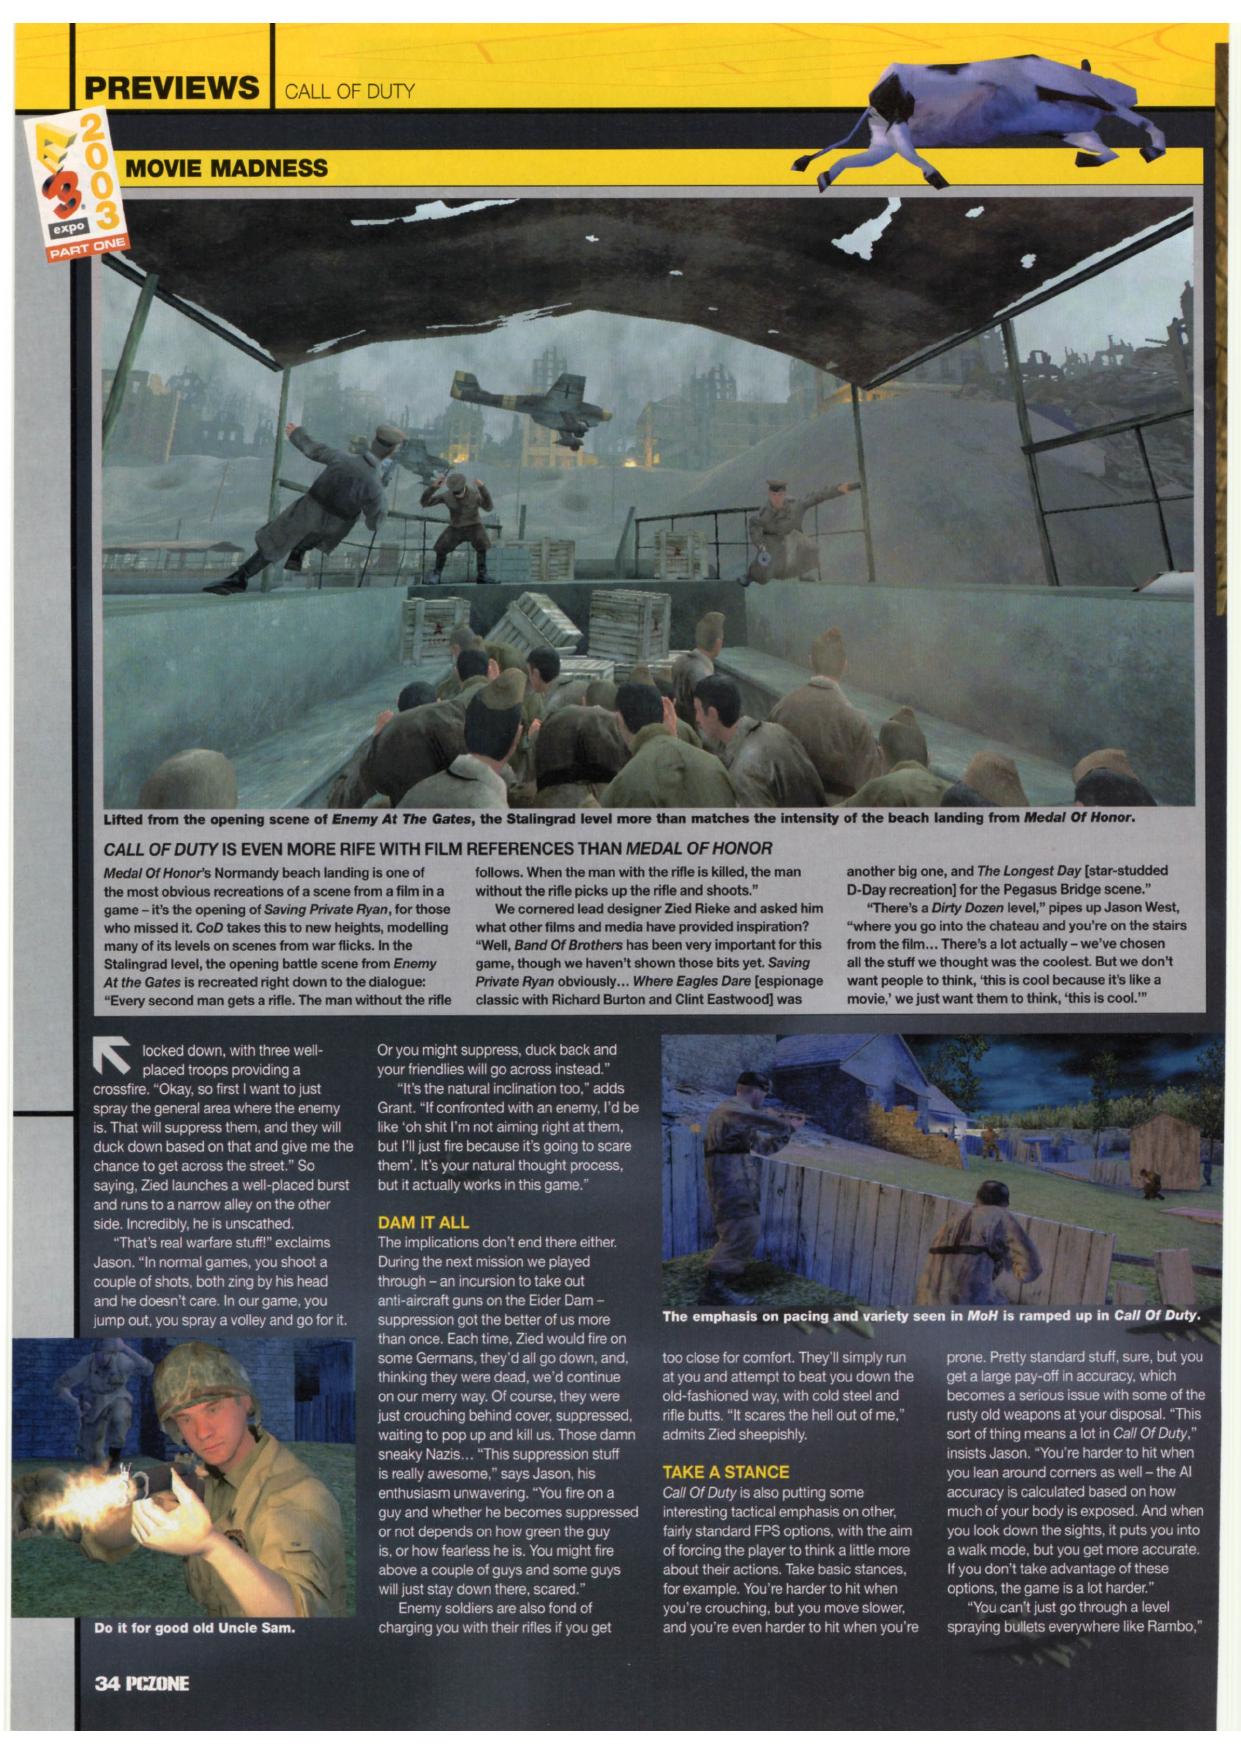 PREVIEWS
CALL OF DUTY
E3
expo
2003
PART ONE
MOVIE MADNESS
Lifted from the opening scene of Enemy At The Gates, the Stalingrad level more than matches the intensity of the beach landing from Medal Of Honor.
CALL OF DUTY IS EVEN MORE RIFE WITH FILM REFERENCES THAN MEDAL OF HONOR
Medal Of Honor's Normandy beach landing is one of
the most obvious recreations of a scene from a film in a
game – it's the opening of Saving Private Ryan, for those
who missed it. CoD takes this to new heights, modelling
many of its levels on scenes from war flicks. In the
Stalingrad level, the opening battle scene from Enemy
At the Gates is recreated right down to the dialogue:
"Every second man gets a rifle. The man without the rifle
follows. When the man with the rifle is killed, the man
without the rifle picks up the rifle and shoots."
We cornered lead designer Zied Rieke and asked him
what other films and media have provided inspiration?
"Well, Band Of Brothers has been very important for this
game, though we haven't shown those bits yet. Saving
Private Ryan obviously... Where Eagles Dare [espionage
classic with Richard Burton and Clint Eastwood] was
another big one, and The Longest Day [star-studded
D-Day recreation] for the Pegasus Bridge scene."
"There's a Dirty Dozen level," pipes up Jason West,
"where you go into the chateau and you're on the stairs
from the film... There's a lot actually – we've chosen
all the stuff we thought was the coolest. But we don't
want people to think, 'this is cool because it's like a
movie,' we just want them to think, 'this is cool.'"
locked down, with three well-
placed troops providing a
crossfire. "Okay, so first I want to just
spray the general area where the enemy
is. That will suppress them, and they will
duck down based on that and give me the
chance to get across the street." So
saying, Zied launches a well-placed burst
and runs to a narrow alley on the other
side. Incredibly, he is unscathed.
"That's real warfare stuff!" exclaims
Jason. "In normal games, you shoot a
couple of shots, both zing by his head
and he doesn't care. In our game, you
jump out, you spray a volley and go for it.
Do it for good old Uncle Sam.
Or you might suppress, duck back and
your friendlies will go across instead."
"It's the natural inclination too," adds
Grant. "If confronted with an enemy, I'd be
like 'oh shit I'm not aiming right at them,
but I'll just fire because it's going to scare
them'. It's your natural thought process,
but it actually works in this game."
DAM IT ALL
The implications don't end there either.
During the next mission we played
through – an incursion to take out
anti-aircraft guns on the Eider Dam –
suppression got the better of us more
than once. Each time, Zied would fire on
some Germans, they'd all go down, and,
thinking they were dead, we'd continue
on our merry way. Of course, they were
just crouching behind cover, suppressed,
waiting to pop up and kill us. Those damn
sneaky Nazis... "This suppression stuff
is really awesome," says Jason, his
enthusiasm unwavering. "You fire on a
guy and whether he becomes suppressed
or not depends on how green the guy
is, or how fearless he is. You might fire
above a couple of guys and some guys
will just stay down there, scared."
Enemy soldiers are also fond of
charging you with their rifles if you get
The emphasis on pacing and variety seen in MoH is ramped up in Call Of Duty.
too close for comfort. They'll simply run
at you and attempt to beat you down the
old-fashioned way, with cold steel and
rifle butts. "It scares the hell out of me,"
admits Zied sheepishly.
TAKE A STANCE
Call Of Duty is also putting some
interesting tactical emphasis on other,
fairly standard FPS options, with the aim
of forcing the player to think a little more
about their actions. Take basic stances,
for example. You're harder to hit when
you're crouching, but you move slower,
and you're even harder to hit when you're
prone. Pretty standard stuff, sure, but you
get a large pay-off in accuracy, which
becomes a serious issue with some of the
rusty old weapons at your disposal. "This
sort of thing means a lot in Call Of Duty,"
insists Jason. "You're harder to hit when
you lean around corners as well – the AI
accuracy is calculated based on how
much of your body is exposed. And when
you look down the sights, it puts you into
a walk mode, but you get more accurate.
If you don't take advantage of these
options, the game is a lot harder."
"You can't just go through a level
spraying bullets everywhere like Rambo,"
34 PCZONE